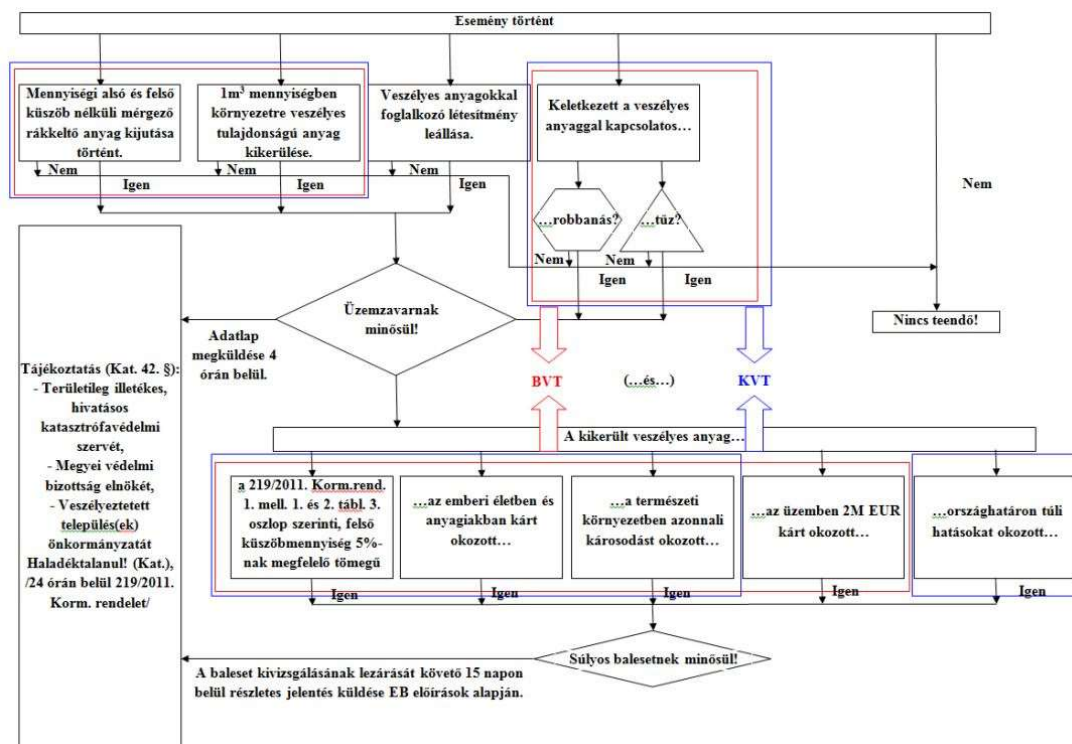 Esemény történt
Mennyiségi alsó és felső
küszöb nélküli mérgező
rákkeltő anyag kijutása
történt.
1m³ mennyiségben
környezetre veszélyes
tulajdonságú anyag
kikerülése.
Veszélyes anyagokkal
foglalkozó létesítmény
leállása.
Keletkezett a veszélyes
anyaggal kapcsolatos…
Nem
Igen
Nem
Igen
Nem
Igen
Nem
…robbanás?
…tüz?
Nem
Igen
Nem
Igen
Nincs teendő!
Üzemzavarnak
minősül!
Adatlap
megküldése 4
órán belül.
Tájékoztatás (Kat. 42. §):
- Területileg illetékes,
hivatásos
katasztrófavédelmi
szervét,
- Megyei védelmi
bizottság elnökét,
- Veszélyeztetett
település(ek)
önkormányzatát
Haladéktalanul! (Kat.),
/24 órán belül 219/2011.
Korm. rendelet/
BVT
(…és…)
KVT
A kikerült veszélyes anyag…
a 219/2011. Korm.rend.
1. mell. 1. és 2. tábl. 3.
oszlop szerinti, felső
küszöbmennyiség 5%-
nak megfelelő tömegű
…az emberi életben és
anyagiakban kárt
okozott…
…a természeti
környezetben azonnali
károsodást okozott…
…az üzemben 2M EUR
kárt okozott…
…országhatáron túli
hatásokat okozott…
Igen
Igen
Igen
Igen
Igen
Súlyos balesetnek minősül!
A baleset kivizsgálásának lezárását követő 15 napon
belül részletes jelentés küldése EB előírások alapján.